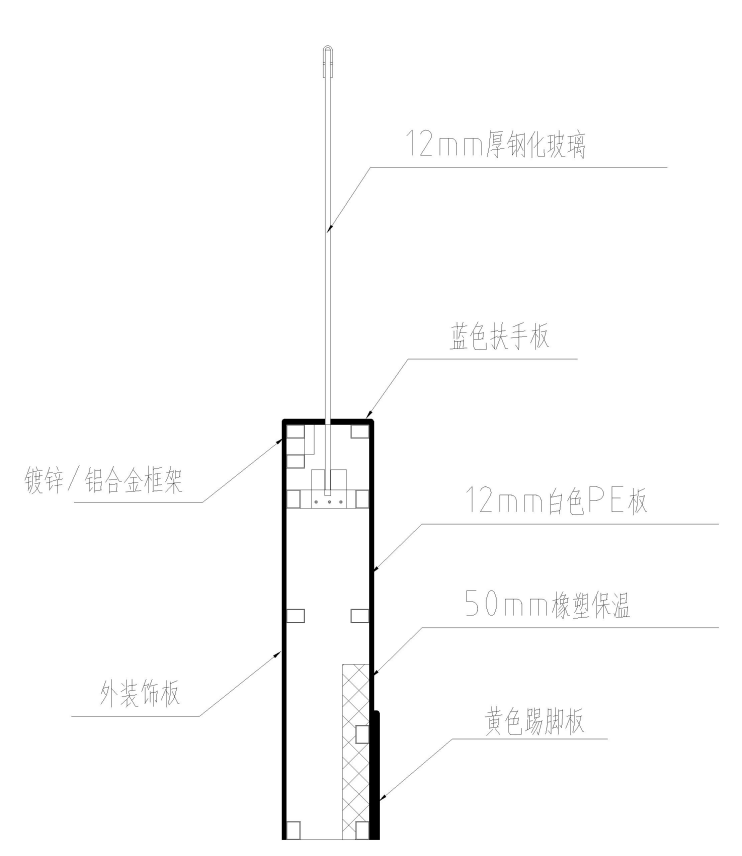 12mm厚钢化玻璃
蓝色扶手板
镀锌/铝合金框架
12mm白色PE板
50mm橡塑保温
外装饰板
黄色踢脚板